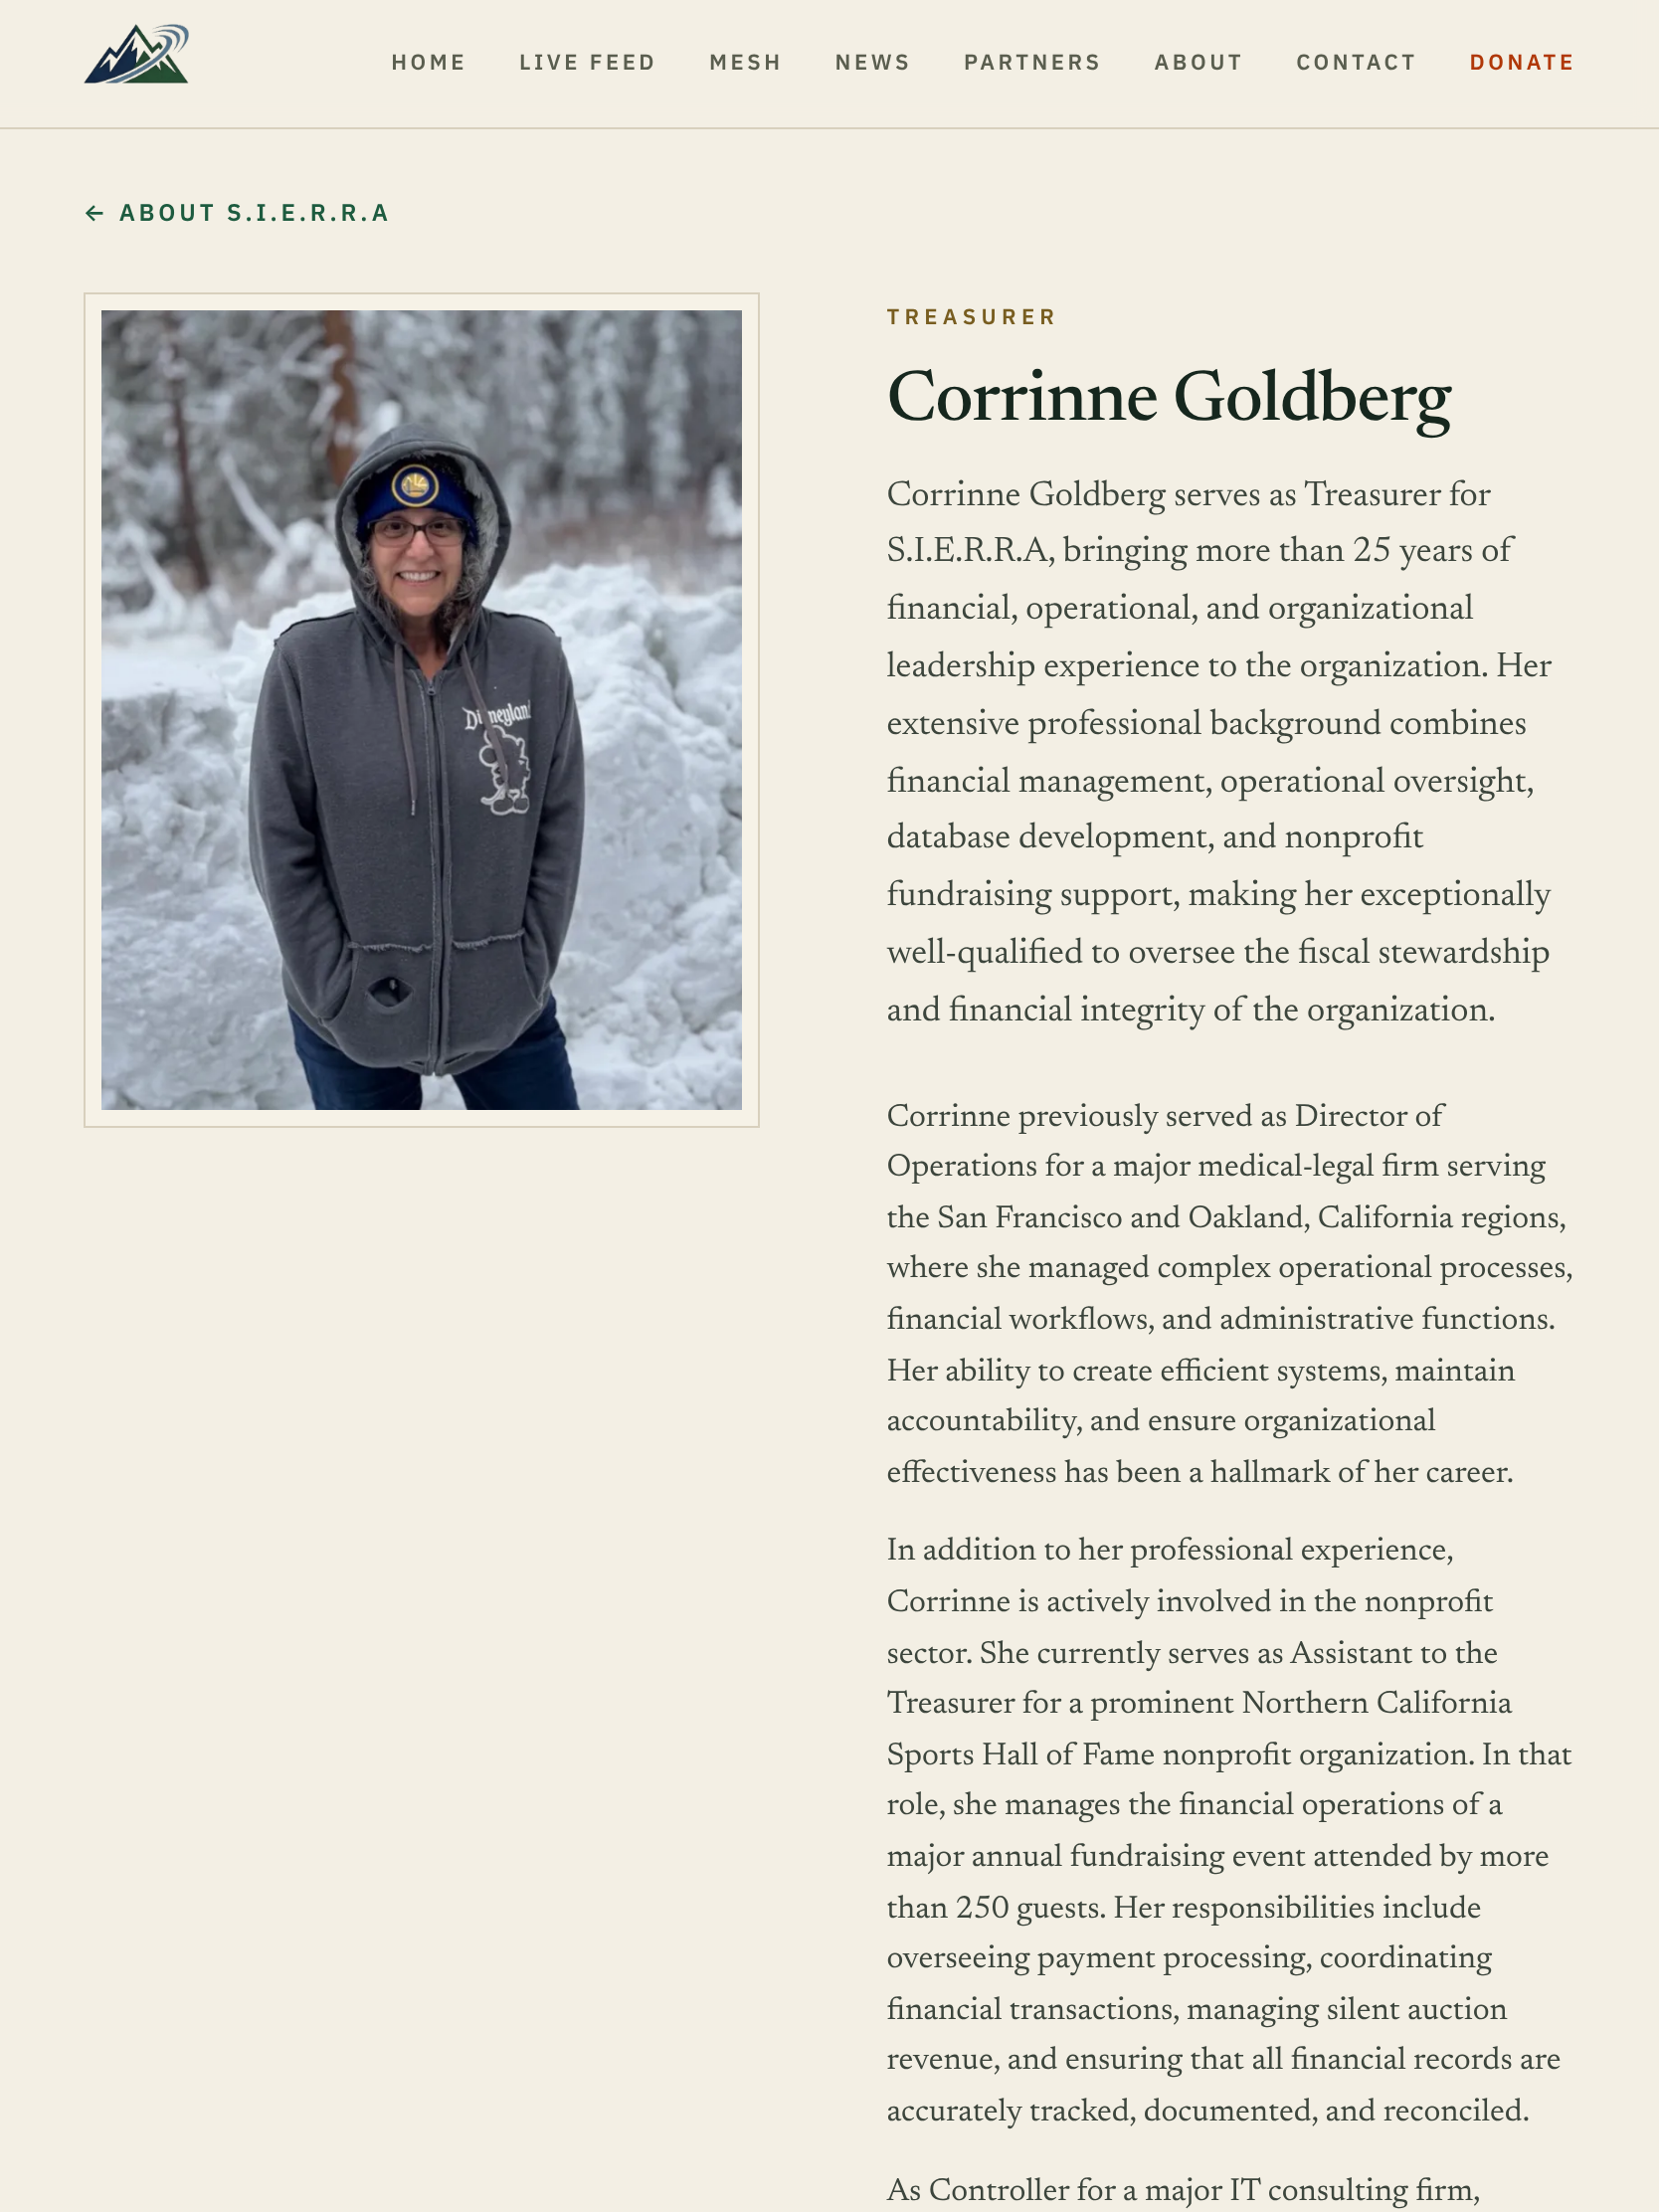 HOME LIVE FEED MESH NEWS PARTNERS ABOUT CONTACT DONATE
← ABOUT S.I.E.R.R.A
TREASURER
Corrinne Goldberg
Corrinne Goldberg serves as Treasurer for
S.I.E.R.R.A, bringing more than 25 years of
financial, operational, and organizational
leadership experience to the organization. Her
extensive professional background combines
financial management, operational oversight,
database development, and nonprofit
fundraising support, making her exceptionally
well-qualified to oversee the fiscal stewardship
and financial integrity of the organization.
Corrinne previously served as Director of
Operations for a major medical-legal firm serving
the San Francisco and Oakland, California regions,
where she managed complex operational processes,
financial workflows, and administrative functions.
Her ability to create efficient systems, maintain
accountability, and ensure organizational
effectiveness has been a hallmark of her career.
In addition to her professional experience,
Corrinne is actively involved in the nonprofit
sector. She currently serves as Assistant to the
Treasurer for a prominent Northern California
Sports Hall of Fame nonprofit organization. In that
role, she manages the financial operations of a
major annual fundraising event attended by more
than 250 guests. Her responsibilities include
overseeing payment processing, coordinating
financial transactions, managing silent auction
revenue, and ensuring that all financial records are
accurately tracked, documented, and reconciled.
As Controller for a major IT consulting firm,
Disneyland